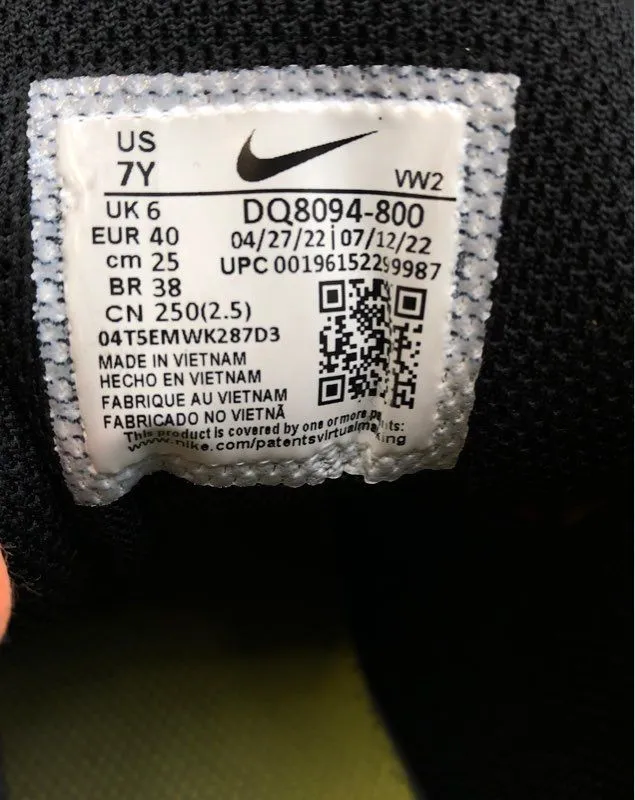 US
7Y
VW2
UK 6
DQ8094-800
EUR 40
04/27/22 | 07/12/22
cm 25
UPC 00196152299987
BR 38
CN 250(2.5)
04T5EMWK287D3
MADE IN VIETNAM
HECHO EN VIETNAM
FABRIQUE AU VIETNAM
FABRICADO NO VIETNÃ
This product is covered by one or more
www.nike.com/patentsvirtualmarking